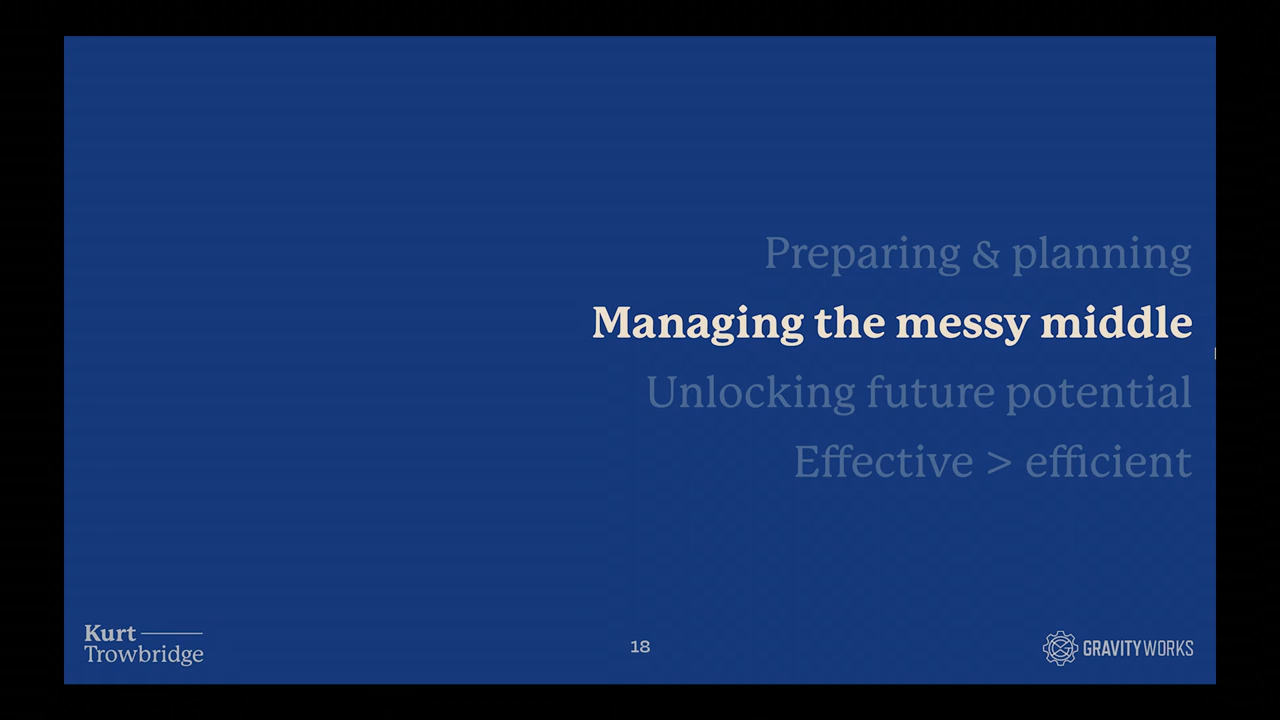 Preparing & planning
Managing the messy middle
Unlocking future potential
Effective > efficient
Kurt
Trowbridge
18
GRAVITYWORKS